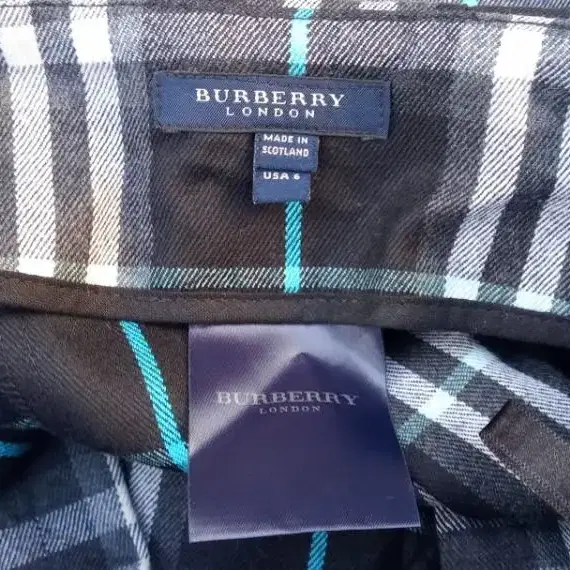 BURBERRY
LONDON
MADE IN
SCOTLAND
USA 6
BURBERRY
LONDON